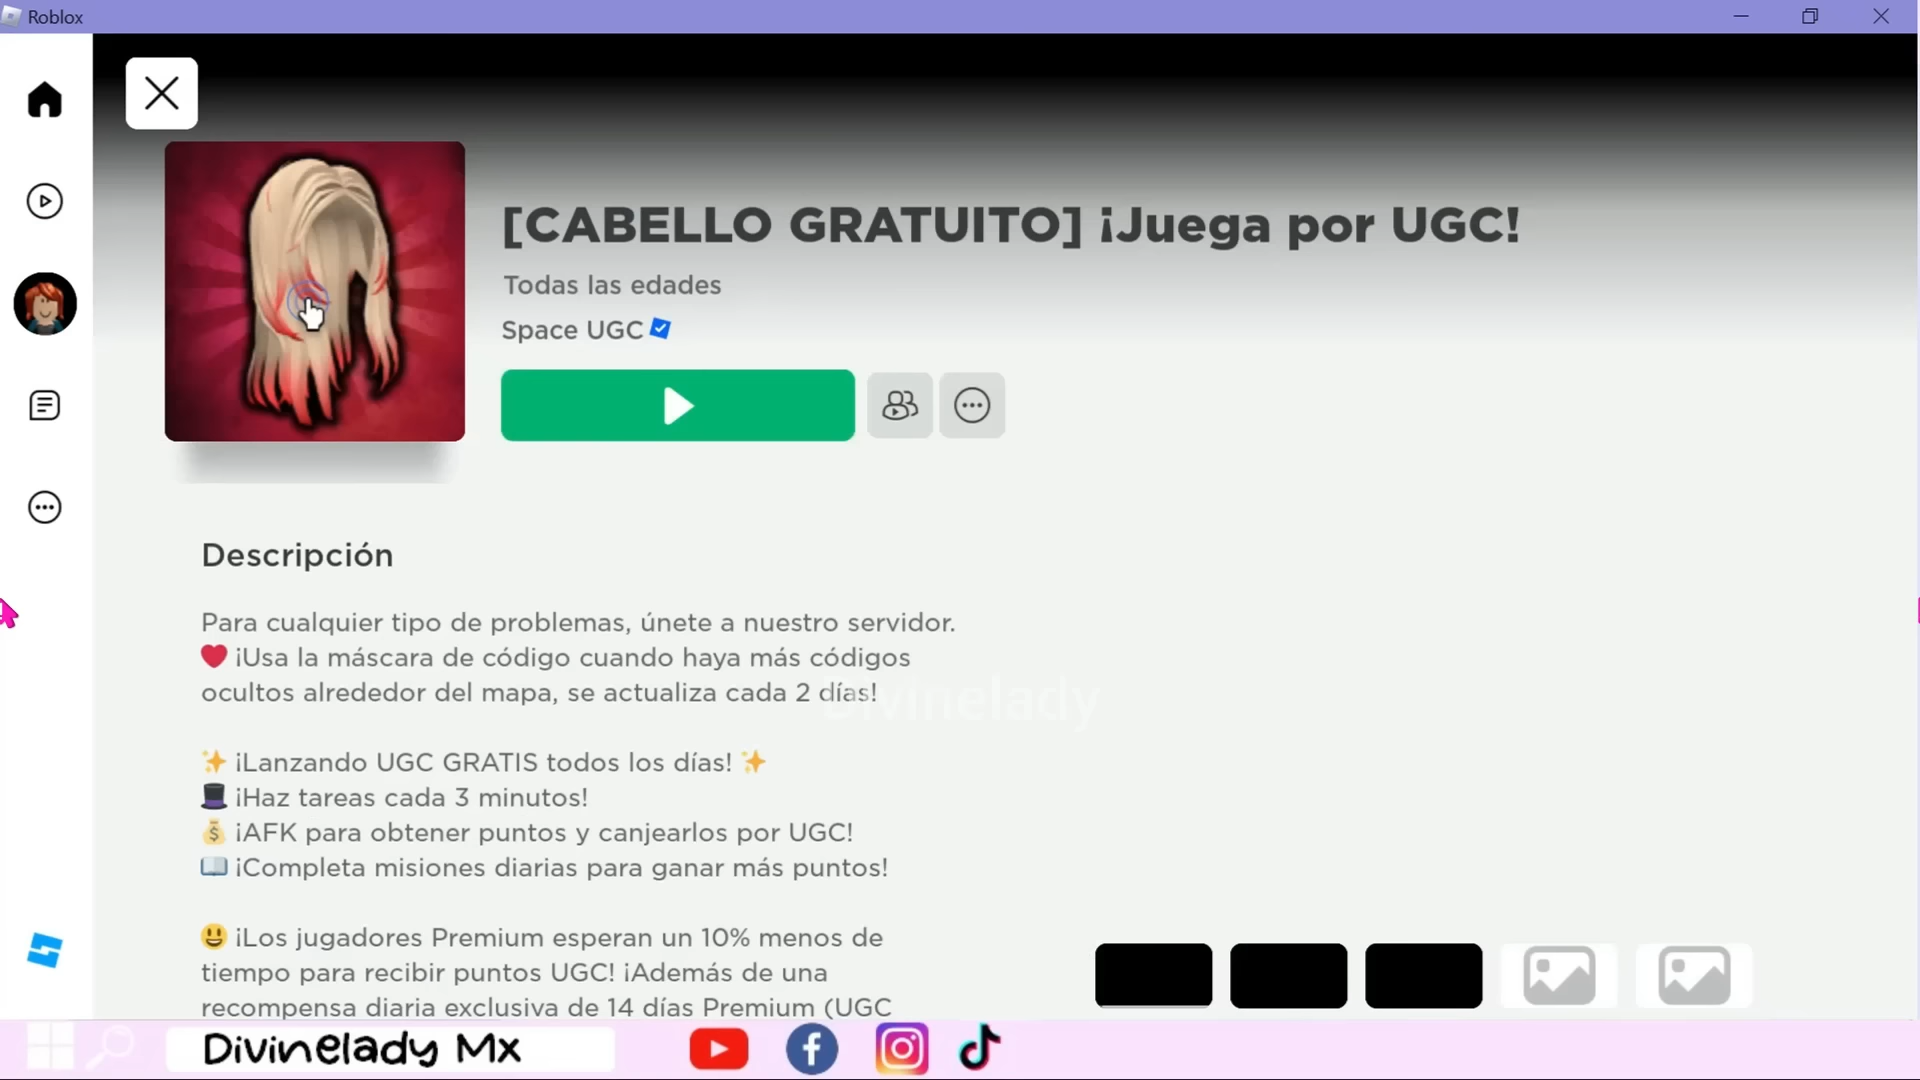 Roblox
[CABELLO GRATUITO] ¡Juega por UGC!
Todas las edades
Space UGC
Descripción
Para cualquier tipo de problemas, únete a nuestro servidor.
❤️ ¡Usa la máscara de código cuando haya más códigos
ocultos alrededor del mapa, se actualiza cada 2 días!
Divinelady
✨ ¡Lanzando UGC GRATIS todos los días! ✨
🎩 ¡Haz tareas cada 3 minutos!
💰 ¡AFK para obtener puntos y canjearlos por UGC!
📖 ¡Completa misiones diarias para ganar más puntos!
😃 ¡Los jugadores Premium esperan un 10% menos de
tiempo para recibir puntos UGC! ¡Además de una
recompensa diaria exclusiva de 14 días Premium (UGC
Divinelady Mx